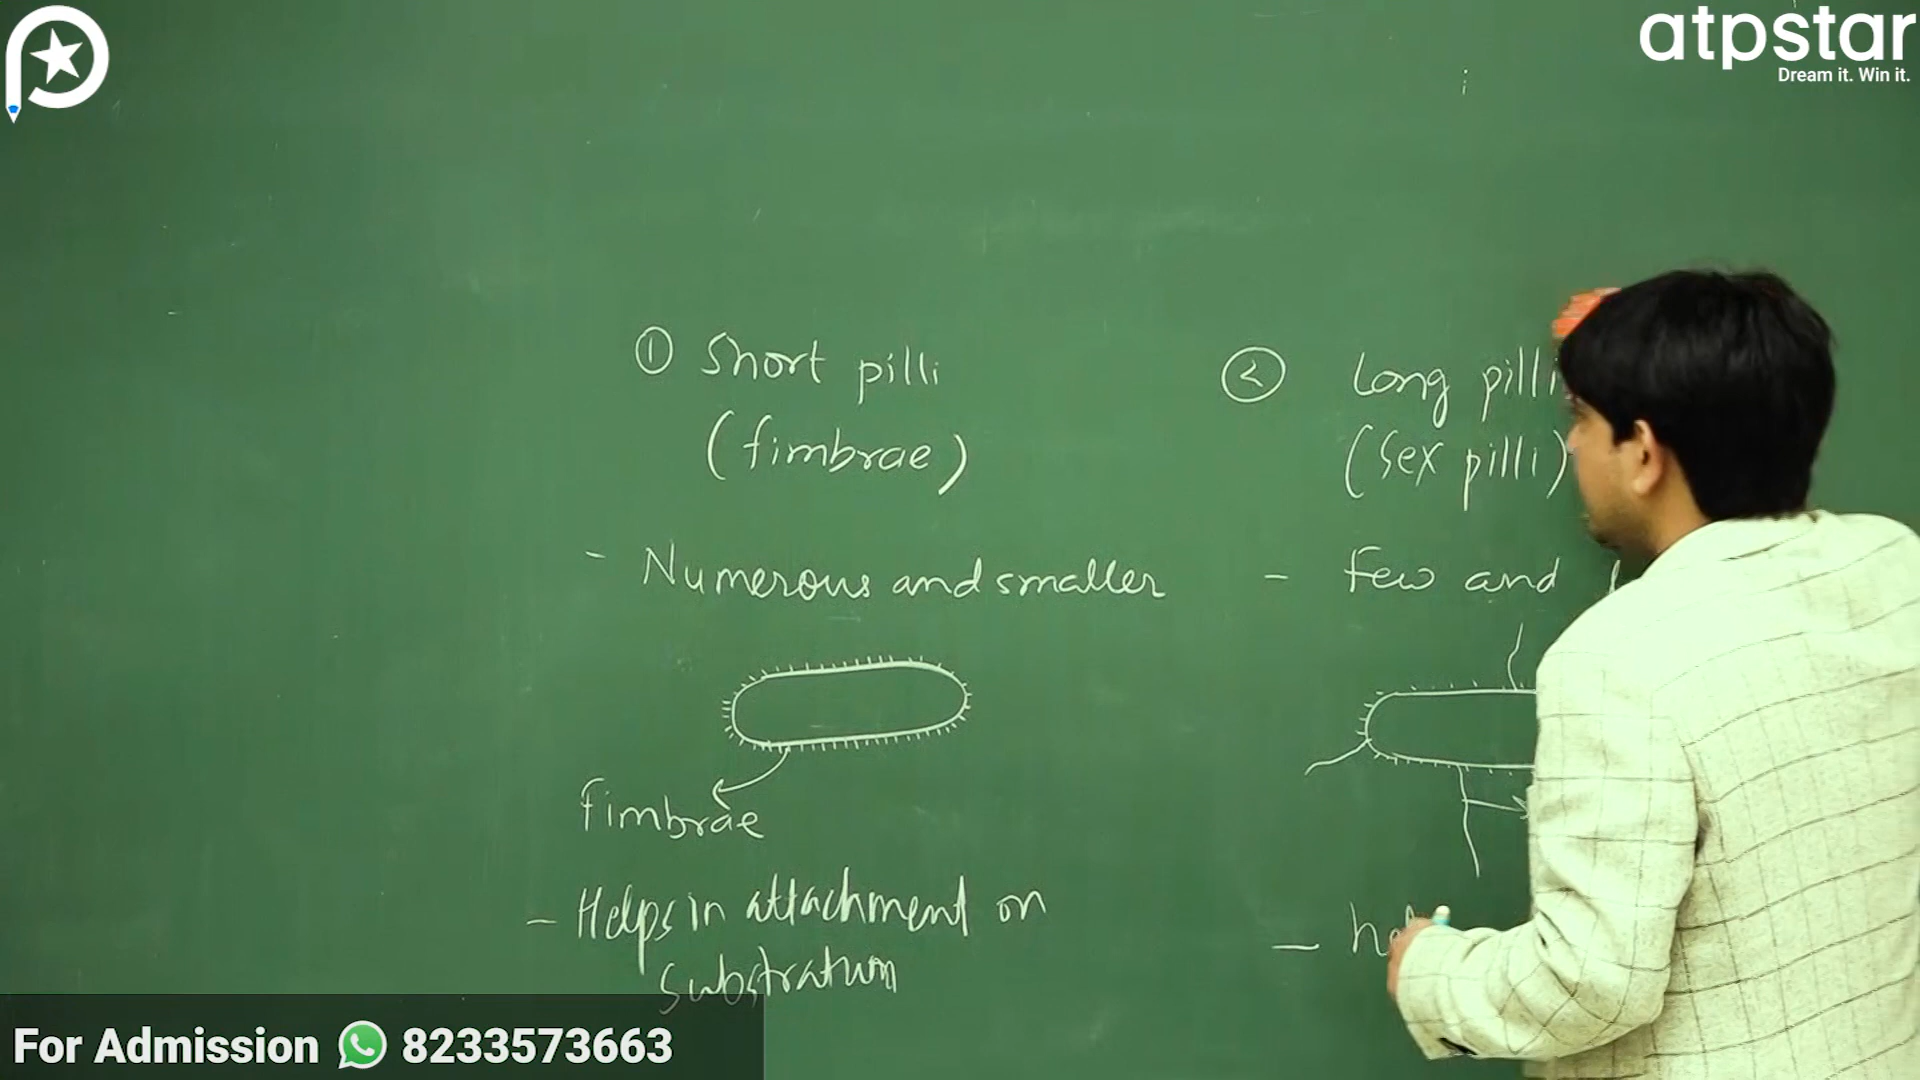 atpstar
Dream it. Win it.
① Short pilli
(fimbrae)
- Numerous and smaller
Fimbrae
- Helps in attachment on
substratum
② Long pilli
(Sex pilli)
- Few and
-
For Admission 8233573663